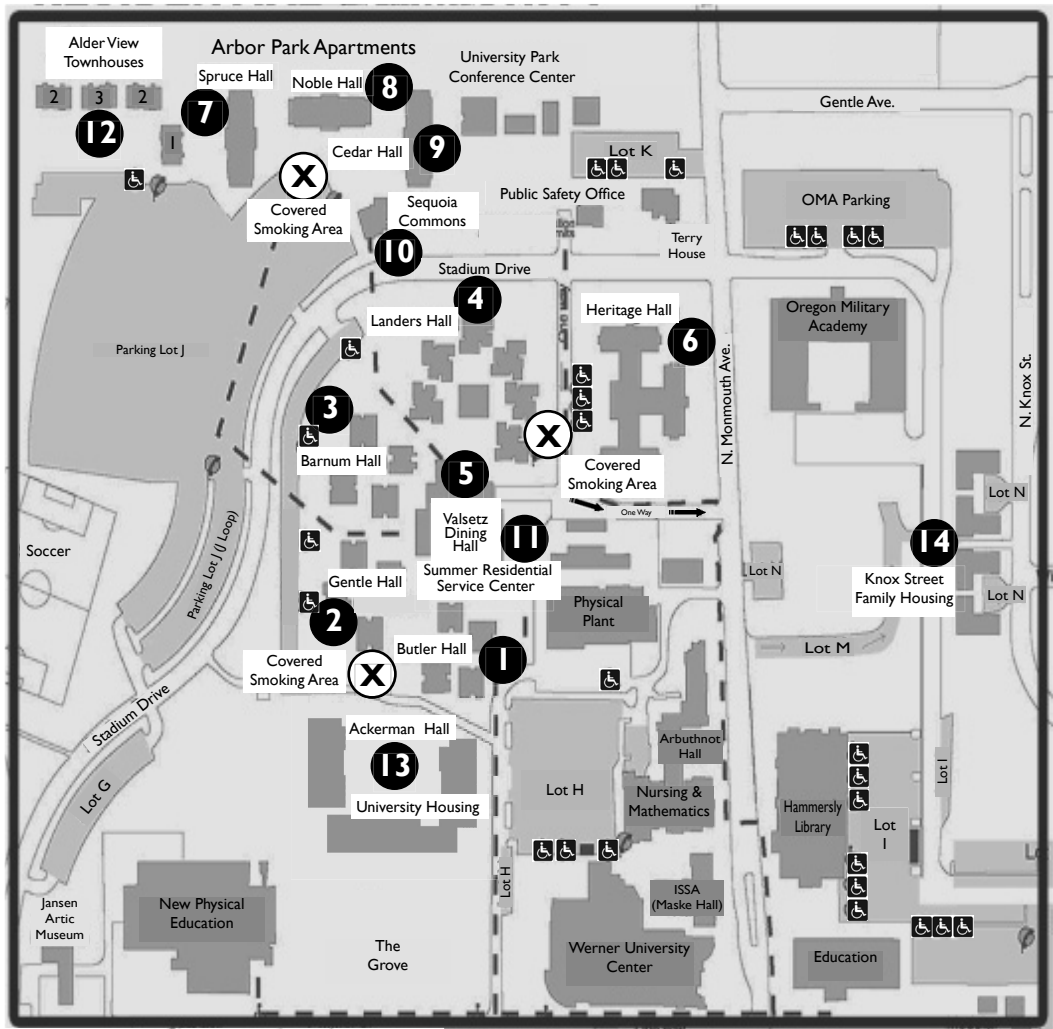 Alder View
Townhouses
Arbor Park Apartments
Spruce Hall
Noble Hall
8
University Park
Conference Center
2
3
2
7
12
1
Cedar Hall
9
Gentle Ave.
Lot K
X
Covered
Smoking Area
Sequoia
Commons
10
Public Safety Office
Terry
House
OMA Parking
Stadium Drive
4
Landers Hall
Heritage Hall
6
Oregon Military
Academy
Parking Lot J
N. Monmouth Ave.
N. Knox St.
3
Barnum Hall
X
Covered
Smoking Area
5
Valsetz
Dining
Hall
11
Summer Residential
Service Center
One Way
Lot N
14
Knox Street
Family Housing
Lot N
Lot N
Soccer
Parking Lot J (J Loop)
Gentle Hall
2
Physical
Plant
Butler Hall
1
Covered
Smoking Area
X
Lot M
Stadium Drive
Ackerman Hall
13
University Housing
Arbuthnot
Hall
Lot G
Lot H
Nursing &
Mathematics
Hammersly
Library
Lot
I
Lot I
Lot H
Jansen
Artic
Museum
New Physical
Education
The
Grove
ISSA
(Maske Hall)
Werner University
Center
Education